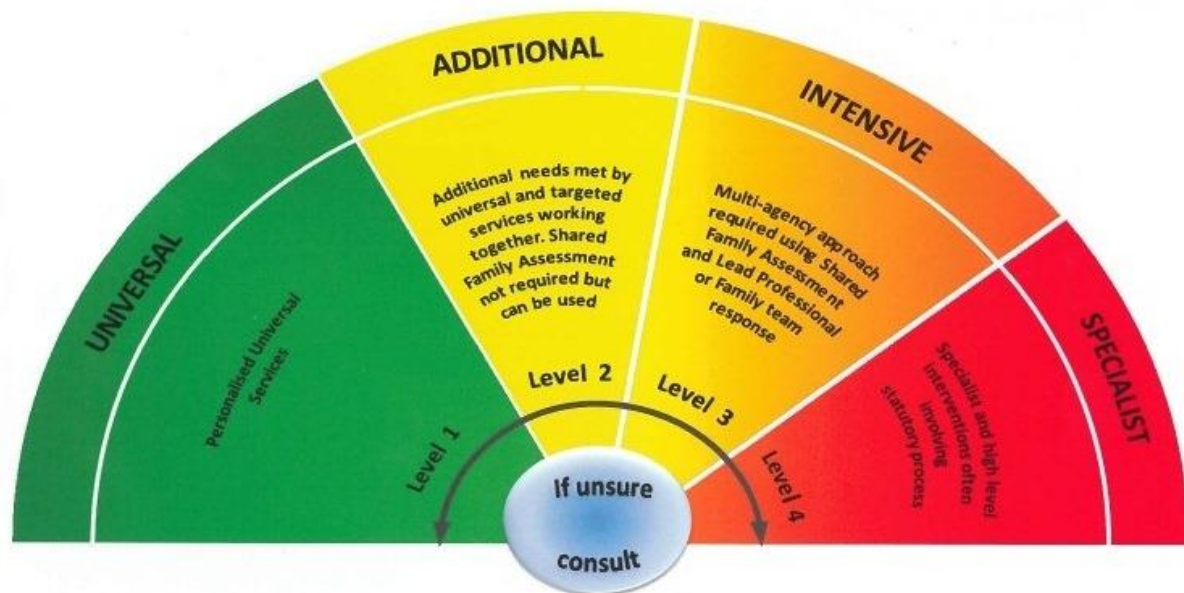 UNIVERSAL
Personalised Universal
Services
Level 1
ADDITIONAL
Additional needs met by
universal and targeted
services working
together. Shared
Family Assessment
not required but
can be used
Level 2
INTENSIVE
Multi-agency approach
required using Shared
Family Assessment
and Lead Professional
or Family team
response
Level 3
SPECIALIST
Specialist and high level
interventions often
involving
statutory process
Level 4
If unsure
consult